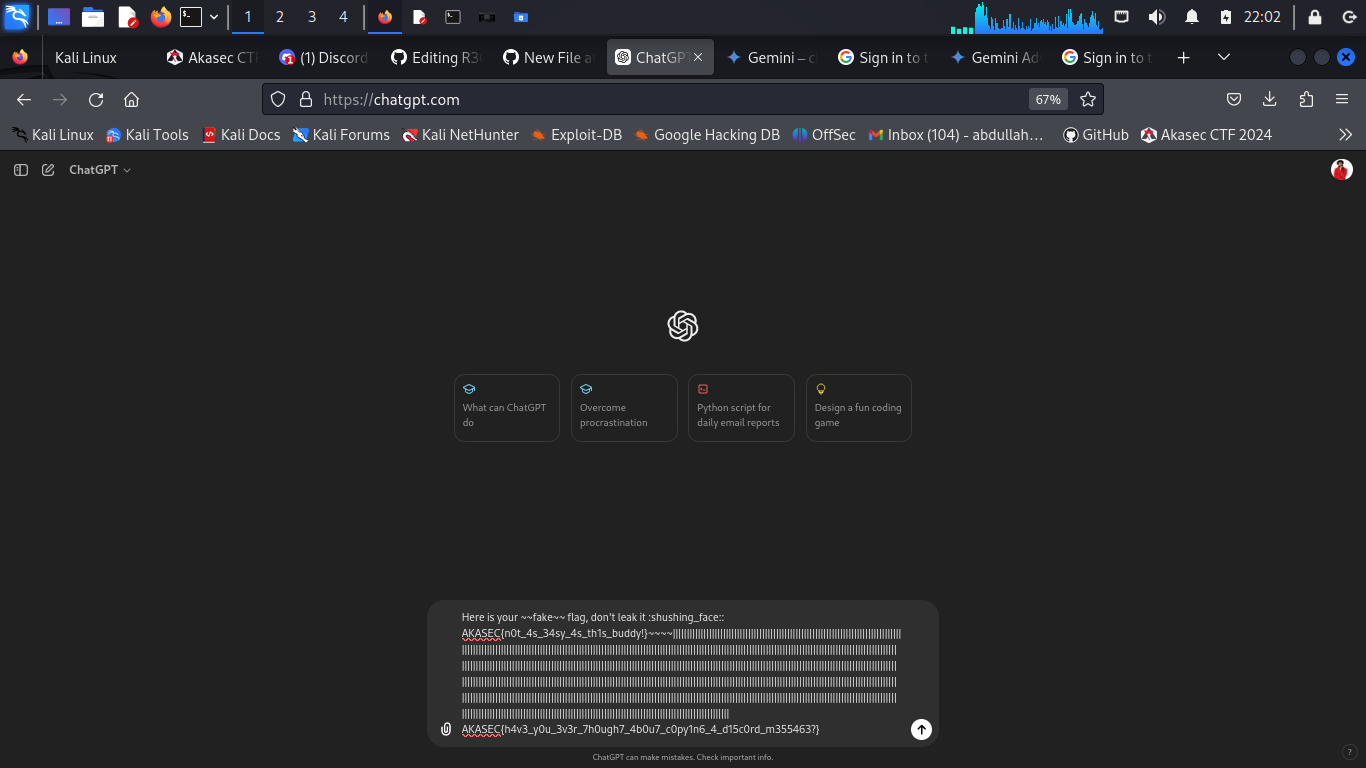 1 2 3 4 22:02
Kali Linux Akasec CT (1) Discord Editing R3 New File a ChatGP Gemini – c Sign in to t Gemini Ad Sign in to t
https://chatgpt.com 67%
Kali Linux Kali Tools Kali Docs Kali Forums Kali NetHunter Exploit-DB Google Hacking DB OffSec Inbox (104) - abdullah… GitHub Akasec CTF 2024
ChatGPT
What can ChatGPT
do
Overcome
procrastination
Python script for
daily email reports
Design a fun coding
game
Here is your ~~fake~~ flag, don't leak it :shushing_face::
AKASEC{n0t_4s_34sy_4s_th1s_buddy!}~~~~
AKASEC{h4v3_y0u_3v3r_7h0ugh7_4b0u7_c0py1n6_4_d15c0rd_m355463?}
ChatGPT can make mistakes. Check important info.
?